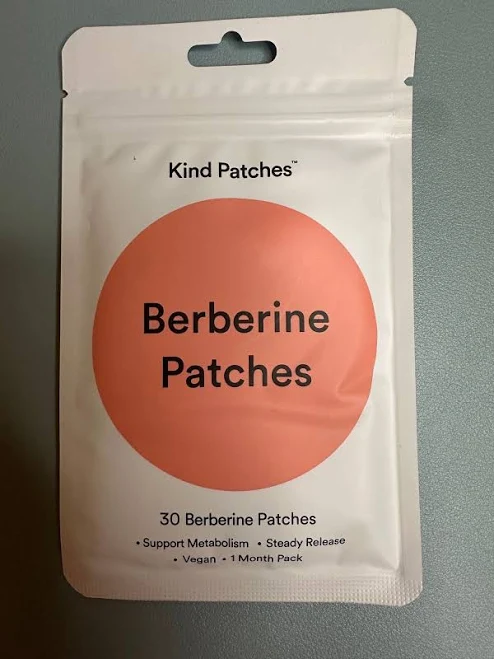 Kind Patches™
Berberine
Patches
30 Berberine Patches
• Support Metabolism • Steady Release
• Vegan • 1 Month Pack